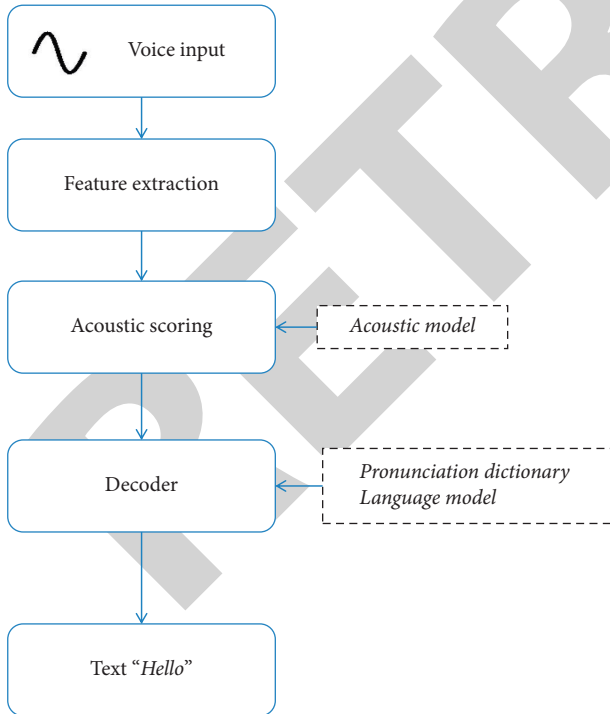 Voice input
Feature extraction
Acoustic scoring
Acoustic model
Decoder
Pronunciation dictionary
Language model
Text “Hello”